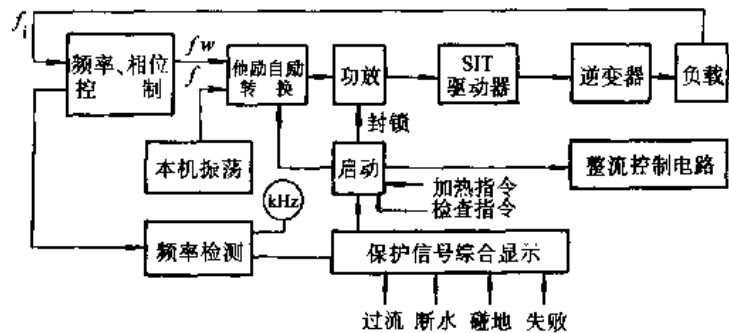 fi
频率、相位
控 制
fw
f
他励自励
转 换
功放
SIT
驱动器
逆变器
负载
封锁
本机振荡
启动
整流控制电路
加热指令
检查指令
kHz
频率检测
保护信号综合显示
过流 断水 碰地 失败